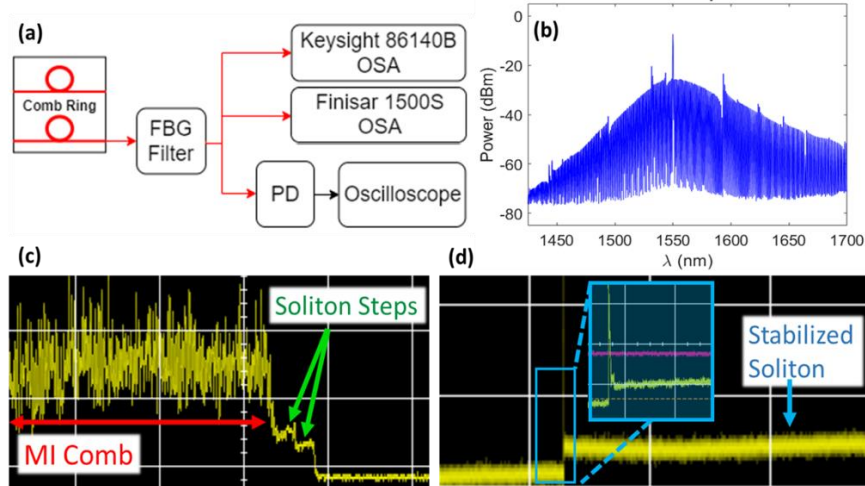 (a)
Comb Ring
FBG
Filter
Keysight 86140B
OSA
Finisar 1500S
OSA
PD
Oscilloscope
(b)
Power (dBm)
0
-20
-40
-60
-80
1450
1500
1550
1600
1650
1700
λ (nm)
(c)
Soliton Steps
MI Comb
(d)
Stabilized
Soliton